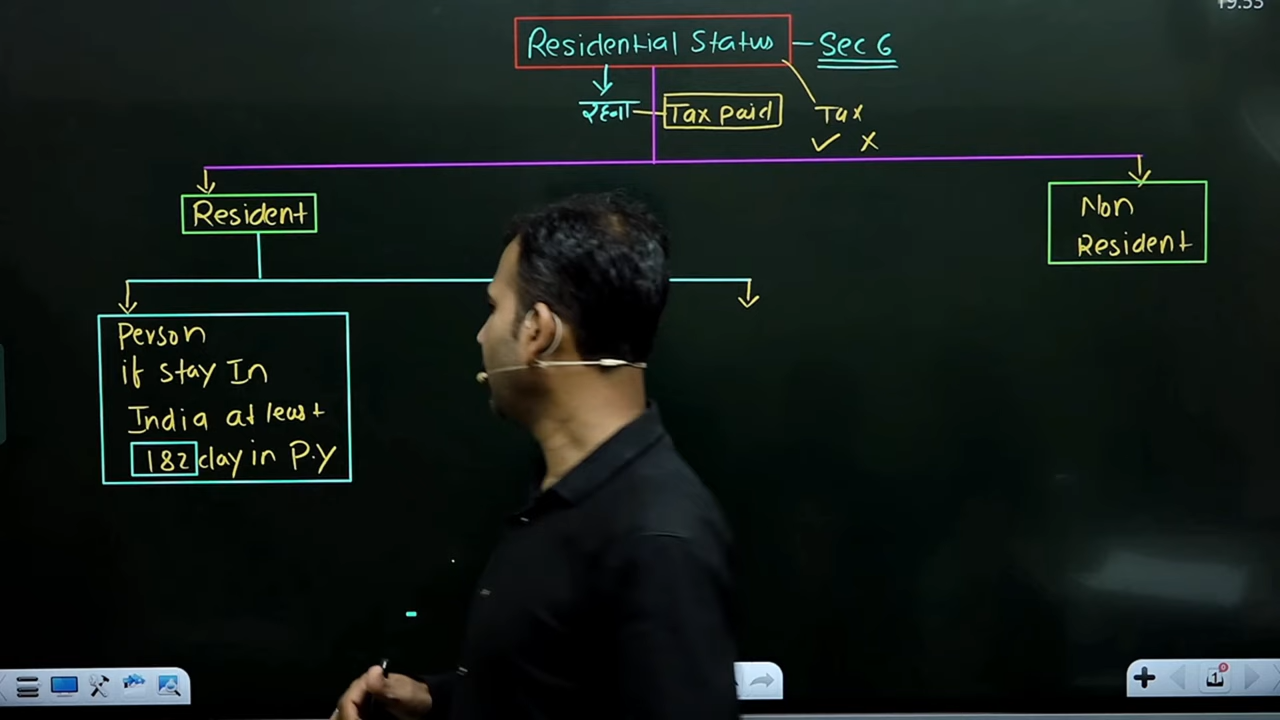 Residential Status - Sec 6
रहना Tax paid
Tax
✓ x
Resident
Non
Resident
Person
if stay In
India at least
182 day in P.Y
1